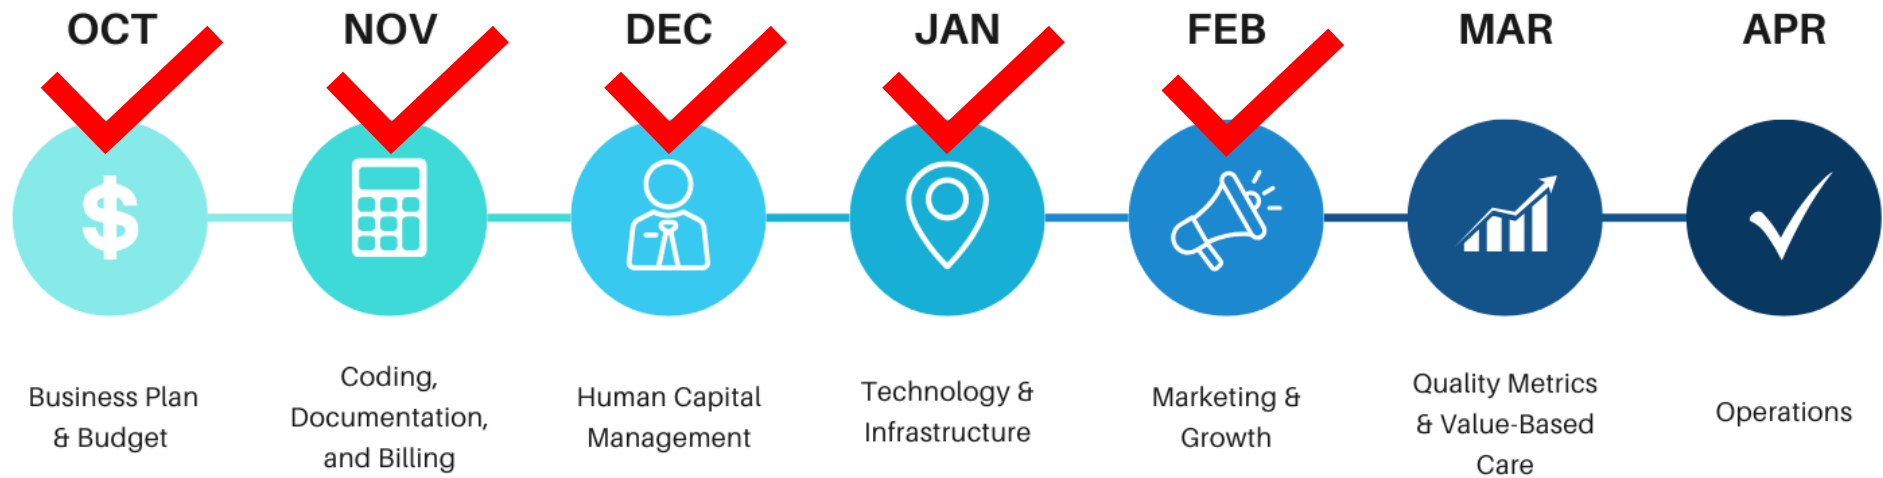 OCT
NOV
DEC
JAN
FEB
MAR
APR
$
Business Plan
& Budget
Coding,
Documentation,
and Billing
Human Capital
Management
Technology &
Infrastructure
Marketing &
Growth
Quality Metrics
& Value-Based
Care
Operations